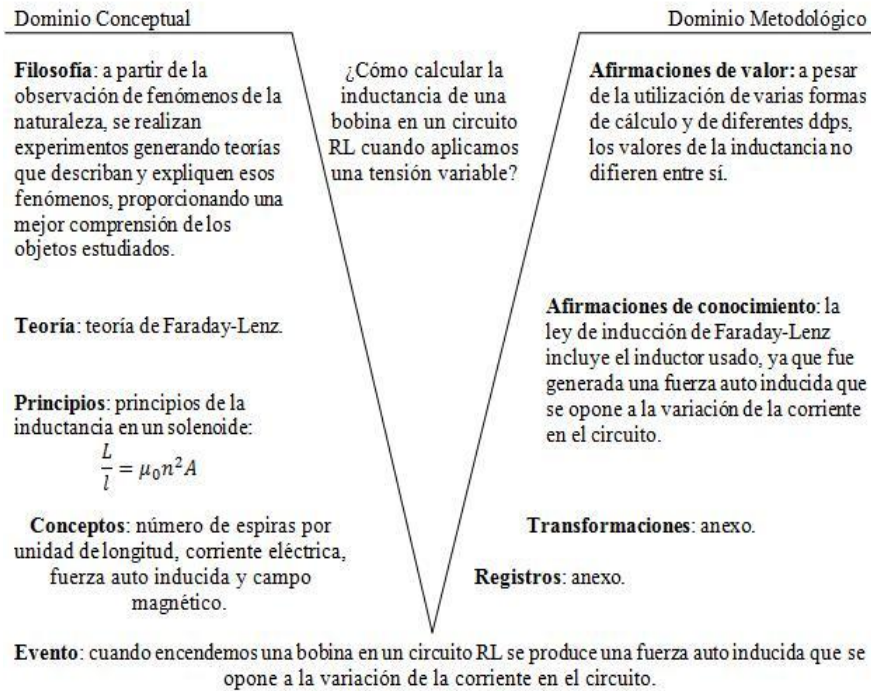 Dominio Conceptual
Dominio Metodológico
Filosofía: a partir de la
observación de fenómenos de la
naturaleza, se realizan
experimentos generando teorías
que describan y expliquen esos
fenómenos, proporcionando una
mejor comprensión de los
objetos estudiados.
Teoría: teoría de Faraday-Lenz.
Principios: principios de la
inductancia en un solenoide:
L/l = μ₀n²A
Conceptos: número de espiras por
unidad de longitud, corriente eléctrica,
fuerza auto inducida y campo
magnético.
¿Cómo calcular la
inductancia de una
bobina en un circuito
RL cuando aplicamos
una tensión variable?
Afirmaciones de valor: a pesar
de la utilización de varias formas
de cálculo y de diferentes ddps,
los valores de la inductancia no
difieren entre sí.
Afirmaciones de conocimiento: la
ley de inducción de Faraday-Lenz
incluye el inductor usado, ya que fue
generada una fuerza auto inducida que
se opone a la variación de la corriente
en el circuito.
Transformaciones: anexo.
Registros: anexo.
Evento: cuando encendemos una bobina en un circuito RL se produce una fuerza auto inducida que se
opone a la variación de la corriente en el circuito.